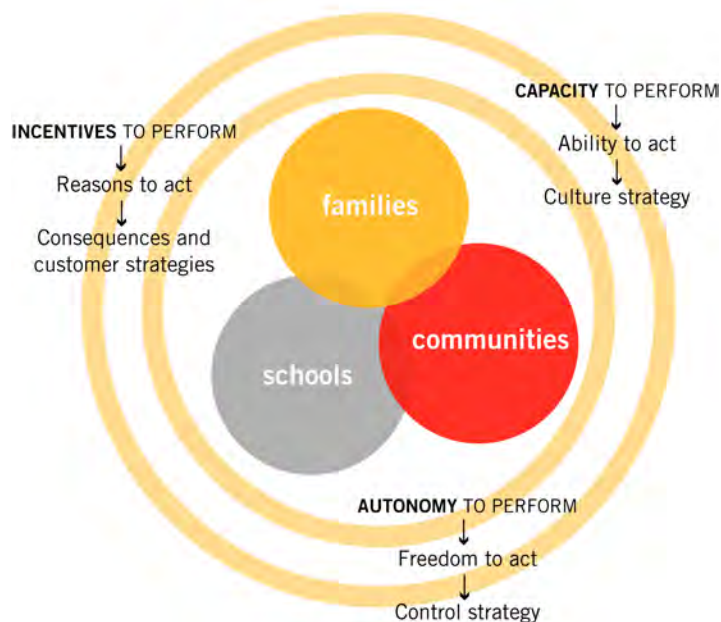 CAPACITY TO PERFORM
↓
Ability to act
↓
Culture strategy
INCENTIVES TO PERFORM
↓
Reasons to act
↓
Consequences and
customer strategies
families
communities
schools
AUTONOMY TO PERFORM
↓
Freedom to act
↓
Control strategy